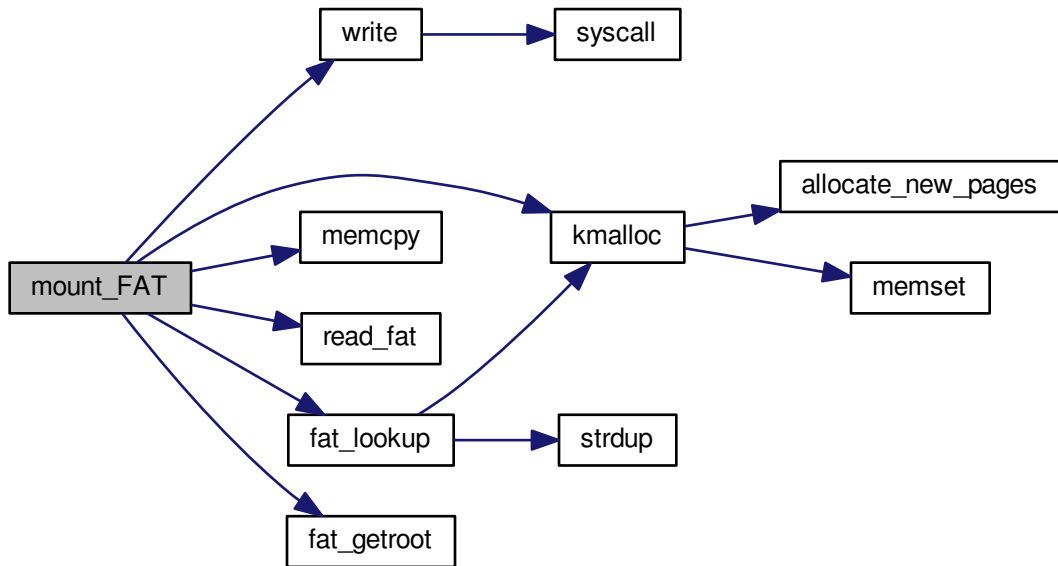 write
syscall
allocate_new_pages
memcpy
kmalloc
mount_FAT
memset
read_fat
fat_lookup
strdup
fat_getroot